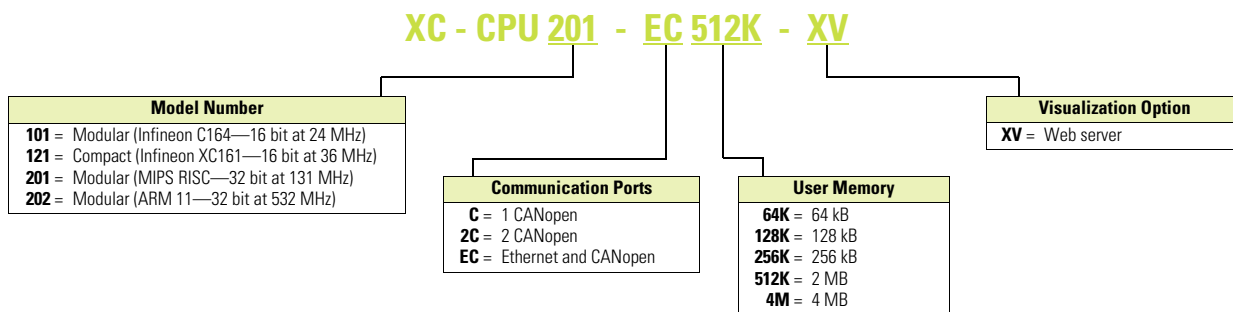 XC - CPU 201 - EC 512K - XV
Model Number
101 = Modular (Infineon C164—16 bit at 24 MHz)
121 = Compact (Infineon XC161—16 bit at 36 MHz)
201 = Modular (MIPS RISC—32 bit at 131 MHz)
202 = Modular (ARM 11—32 bit at 532 MHz)
Communication Ports
C = 1 CANopen
2C = 2 CANopen
EC = Ethernet and CANopen
User Memory
64K = 64 kB
128K = 128 kB
256K = 256 kB
512K = 2 MB
4M = 4 MB
Visualization Option
XV = Web server